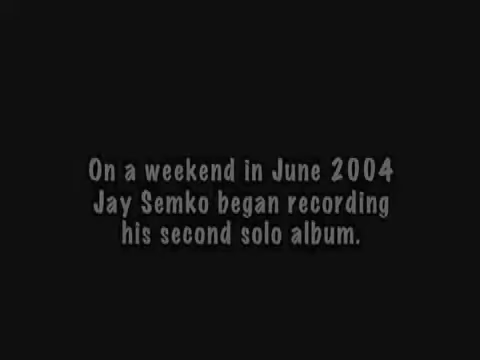 On a weekend in June 2004
Jay Semko began recording
his second solo album.